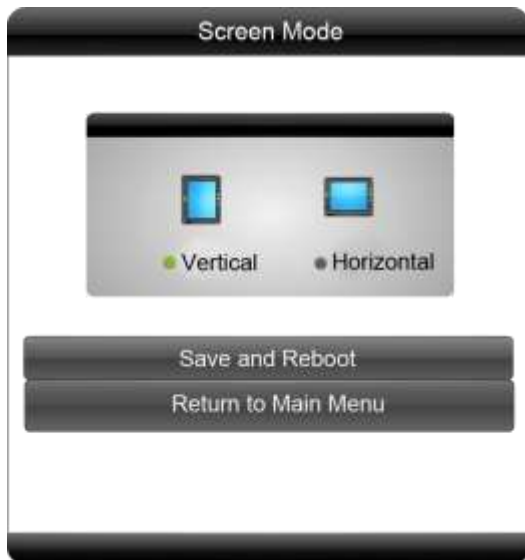 Screen Mode
Vertical Horizontal
Save and Reboot
Return to Main Menu